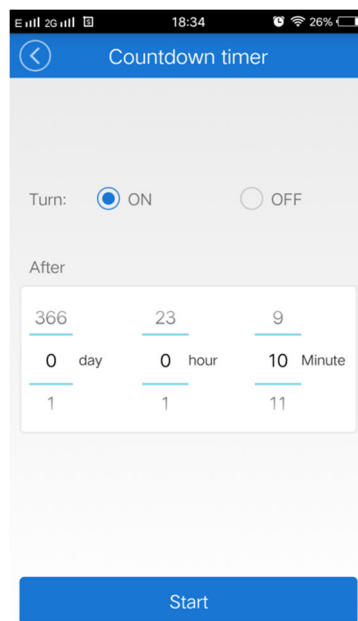 E 2G 18:34 26%
Countdown timer
Turn: ON OFF
After
366 23 9
0 day 0 hour 10 Minute
1 1 11
Start